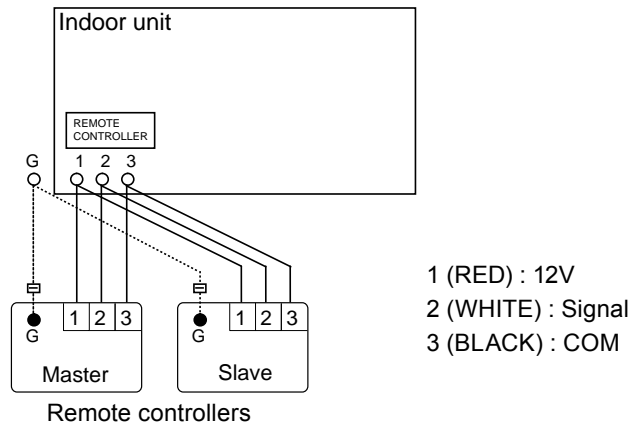 Indoor unit
REMOTE
CONTROLLER
G 1 2 3
1 (RED) : 12V
2 (WHITE) : Signal
3 (BLACK) : COM
1 2 3
G
Master
1 2 3
G
Slave
Remote controllers